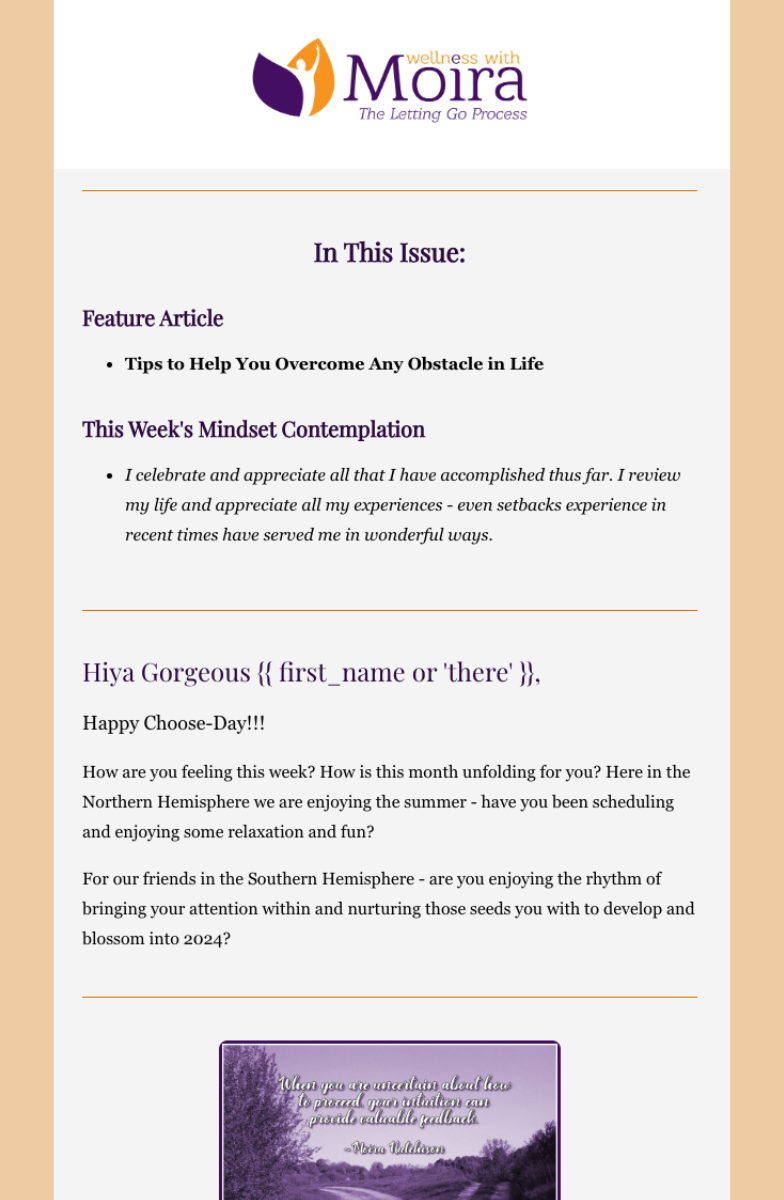 wellness with
Moira
The Letting Go Process
In This Issue:
Feature Article
• Tips to Help You Overcome Any Obstacle in Life
This Week's Mindset Contemplation
• I celebrate and appreciate all that I have accomplished thus far. I review
my life and appreciate all my experiences - even setbacks experience in
recent times have served me in wonderful ways.
Hiya Gorgeous {{ first_name or 'there' }},
Happy Choose-Day!!!
How are you feeling this week? How is this month unfolding for you? Here in the
Northern Hemisphere we are enjoying the summer - have you been scheduling
and enjoying some relaxation and fun?
For our friends in the Southern Hemisphere - are you enjoying the rhythm of
bringing your attention within and nurturing those seeds you with to develop and
blossom into 2024?
When you are uncertain about how
to proceed, your intuition can
provide valuable feedback.
~Moira Hutchison